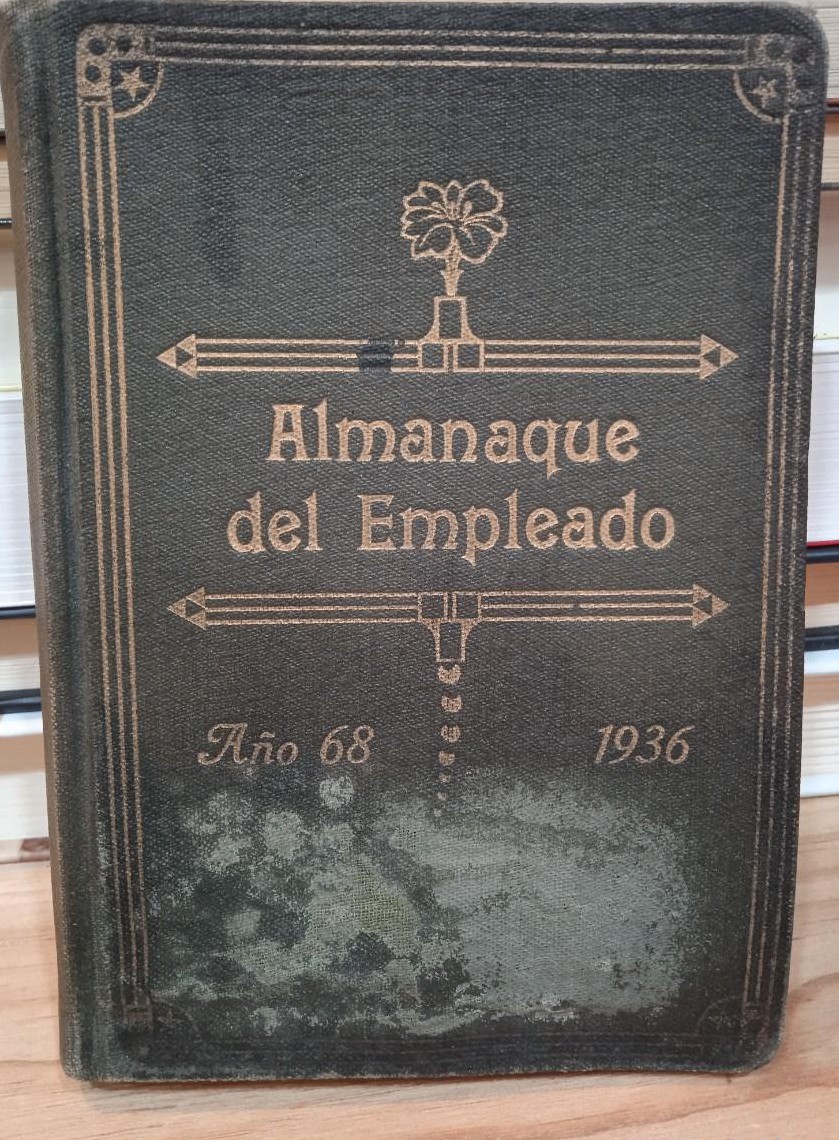 Almanaque
del Empleado
Año 68 1936